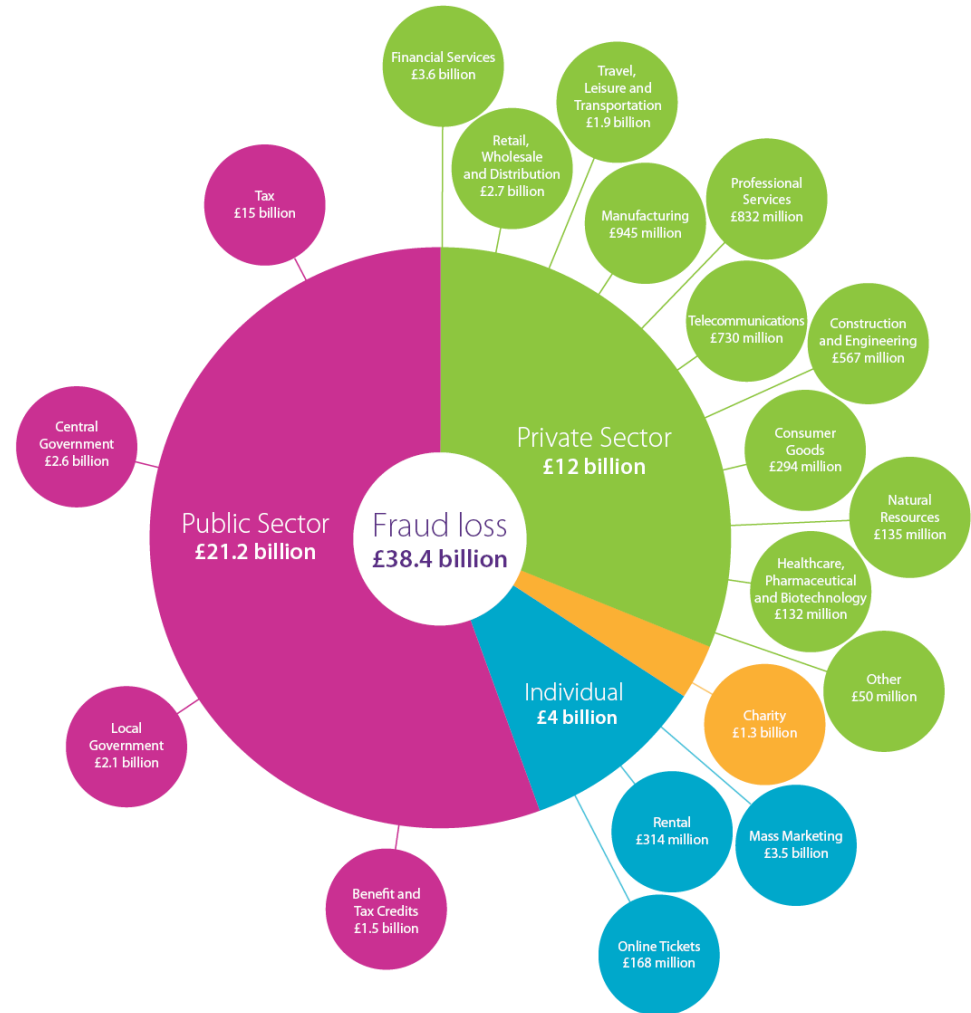 Financial Services
£3.6 billion
Travel,
Leisure and
Transportation
£1.9 billion
Retail,
Wholesale
and Distribution
£2.7 billion
Professional
Services
£832 million
Manufacturing
£945 million
Tax
£15 billion
Telecommunications
£730 million
Construction
and Engineering
£567 million
Central
Government
£2.6 billion
Private Sector
£12 billion
Consumer
Goods
£294 million
Public Sector
£21.2 billion
Fraud loss
£38.4 billion
Natural
Resources
£135 million
Healthcare,
Pharmaceutical
and Biotechnology
£132 million
Other
£50 million
Individual
£4 billion
Charity
£1.3 billion
Local
Government
£2.1 billion
Rental
£314 million
Mass Marketing
£3.5 billion
Benefit and
Tax Credits
£1.5 billion
Online Tickets
£168 million